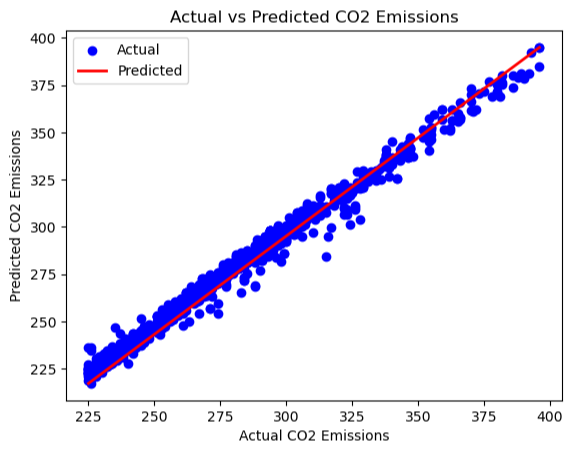 Actual vs Predicted CO2 Emissions
Actual
Predicted
Predicted CO2 Emissions
400
375
350
325
300
275
250
225
225 250 275 300 325 350 375 400
Actual CO2 Emissions